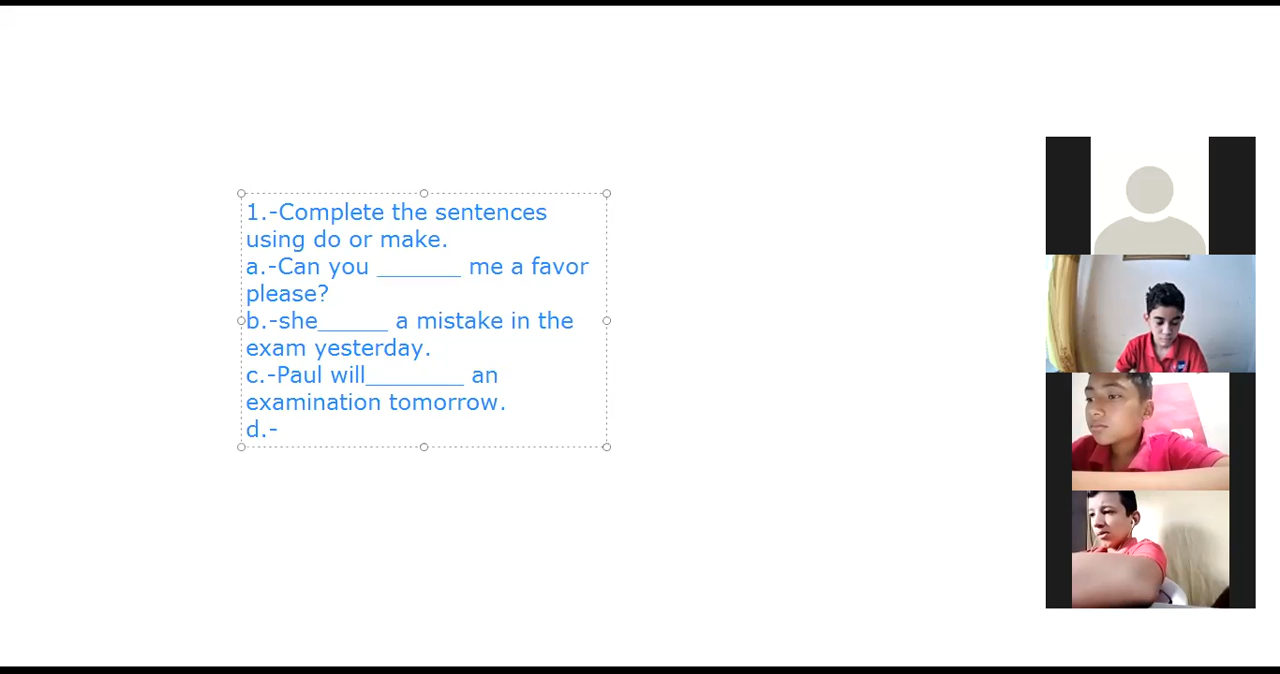 1.-Complete the sentences
using do or make.
a.-Can you _______ me a favor
please?
b.-she______ a mistake in the
exam yesterday.
c.-Paul will________ an
examination tomorrow.
d.-